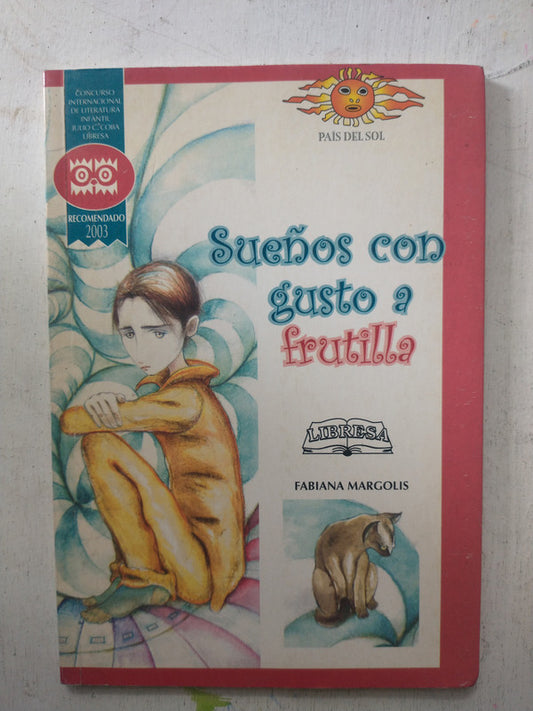 CONCURSO
INTERNACIONAL
DE LITERATURA
INFANTIL
JULIO C. COBA
LIBRESA
RECOMENDADO
2003
PAÍS DEL SOL
Sueños con
gusto a
frutilla
LIBRESA
FABIANA MARGOLIS